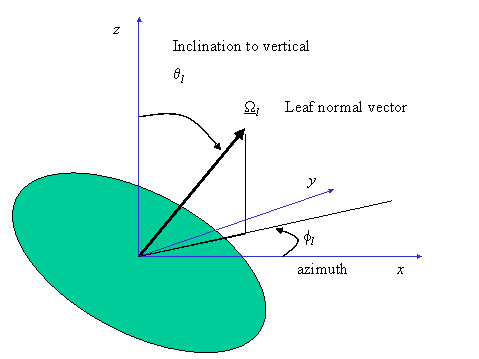 z
Inclination to vertical
θl
Ωl Leaf normal vector
y
ϕl
azimuth x